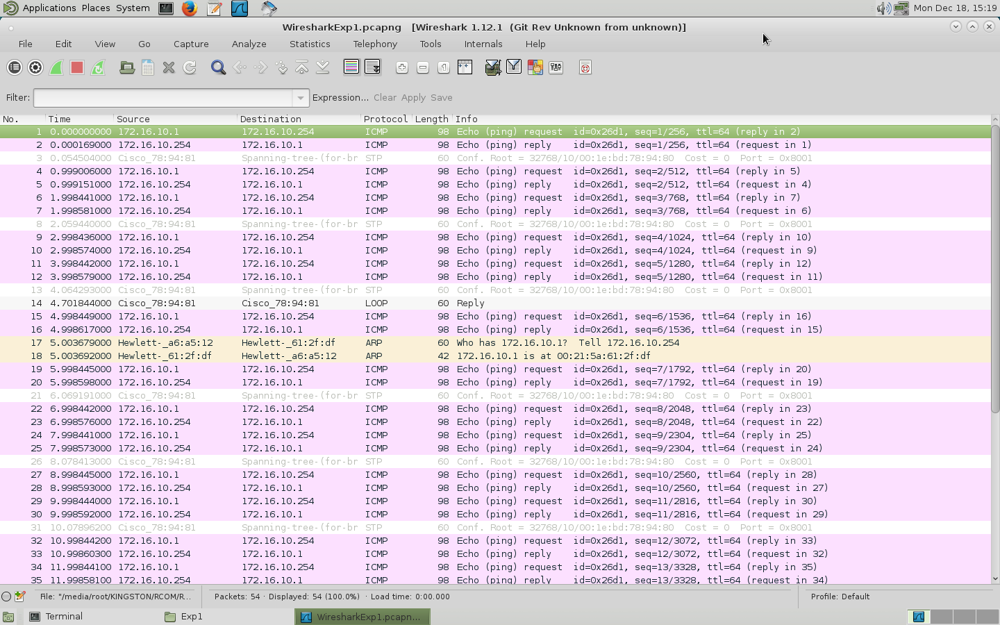 Applications Places System Mon Dec 18, 15:19
WiresharkExp1.pcapng [Wireshark 1.12.1 (Git Rev Unknown from unknown)]
File Edit View Go Capture Analyze Statistics Telephony Tools Internals Help
Filter: Expression... Clear Apply Save
No. Time Source Destination Protocol Length Info
1 0.000000000 172.16.10.1 172.16.10.254 ICMP 98 Echo (ping) request id=0x26d1, seq=1/256, ttl=64 (reply in 2)
2 0.000169000 172.16.10.254 172.16.10.1 ICMP 98 Echo (ping) reply id=0x26d1, seq=1/256, ttl=64 (request in 1)
3 0.054504000 Cisco_78:94:81 Spanning-tree-(for-br STP 60 Conf. Root = 32768/10/00:1e:bd:78:94:80 Cost = 0 Port = 0x8001
4 0.999006000 172.16.10.1 172.16.10.254 ICMP 98 Echo (ping) request id=0x26d1, seq=2/512, ttl=64 (reply in 5)
5 0.999151000 172.16.10.254 172.16.10.1 ICMP 98 Echo (ping) reply id=0x26d1, seq=2/512, ttl=64 (request in 4)
6 1.998441000 172.16.10.1 172.16.10.254 ICMP 98 Echo (ping) request id=0x26d1, seq=3/768, ttl=64 (reply in 7)
7 1.998581000 172.16.10.254 172.16.10.1 ICMP 98 Echo (ping) reply id=0x26d1, seq=3/768, ttl=64 (request in 6)
8 2.059440000 Cisco_78:94:81 Spanning-tree-(for-br STP 60 Conf. Root = 32768/10/00:1e:bd:78:94:80 Cost = 0 Port = 0x8001
9 2.998436000 172.16.10.1 172.16.10.254 ICMP 98 Echo (ping) request id=0x26d1, seq=4/1024, ttl=64 (reply in 10)
10 2.998574000 172.16.10.254 172.16.10.1 ICMP 98 Echo (ping) reply id=0x26d1, seq=4/1024, ttl=64 (request in 9)
11 3.998442000 172.16.10.1 172.16.10.254 ICMP 98 Echo (ping) request id=0x26d1, seq=5/1280, ttl=64 (reply in 12)
12 3.998579000 172.16.10.254 172.16.10.1 ICMP 98 Echo (ping) reply id=0x26d1, seq=5/1280, ttl=64 (request in 11)
13 4.064293000 Cisco_78:94:81 Spanning-tree-(for-br STP 60 Conf. Root = 32768/10/00:1e:bd:78:94:80 Cost = 0 Port = 0x8001
14 4.701844000 Cisco_78:94:81 Cisco_78:94:81 LOOP 60 Reply
15 4.998449000 172.16.10.1 172.16.10.254 ICMP 98 Echo (ping) request id=0x26d1, seq=6/1536, ttl=64 (reply in 16)
16 4.998617000 172.16.10.254 172.16.10.1 ICMP 98 Echo (ping) reply id=0x26d1, seq=6/1536, ttl=64 (request in 15)
17 5.003679000 Hewlett-_a6:a5:12 Hewlett-_61:2f:df ARP 60 Who has 172.16.10.1? Tell 172.16.10.254
18 5.003692000 Hewlett-_61:2f:df Hewlett-_a6:a5:12 ARP 42 172.16.10.1 is at 00:21:5a:61:2f:df
19 5.998445000 172.16.10.1 172.16.10.254 ICMP 98 Echo (ping) request id=0x26d1, seq=7/1792, ttl=64 (reply in 20)
20 5.998598000 172.16.10.254 172.16.10.1 ICMP 98 Echo (ping) reply id=0x26d1, seq=7/1792, ttl=64 (request in 19)
21 6.069191000 Cisco_78:94:81 Spanning-tree-(for-br STP 60 Conf. Root = 32768/10/00:1e:bd:78:94:80 Cost = 0 Port = 0x8001
22 6.998442000 172.16.10.1 172.16.10.254 ICMP 98 Echo (ping) request id=0x26d1, seq=8/2048, ttl=64 (reply in 23)
23 6.998576000 172.16.10.254 172.16.10.1 ICMP 98 Echo (ping) reply id=0x26d1, seq=8/2048, ttl=64 (request in 22)
24 7.998441000 172.16.10.1 172.16.10.254 ICMP 98 Echo (ping) request id=0x26d1, seq=9/2304, ttl=64 (reply in 25)
25 7.998573000 172.16.10.254 172.16.10.1 ICMP 98 Echo (ping) reply id=0x26d1, seq=9/2304, ttl=64 (request in 24)
26 8.078413000 Cisco_78:94:81 Spanning-tree-(for-br STP 60 Conf. Root = 32768/10/00:1e:bd:78:94:80 Cost = 0 Port = 0x8001
27 8.998445000 172.16.10.1 172.16.10.254 ICMP 98 Echo (ping) request id=0x26d1, seq=10/2560, ttl=64 (reply in 28)
28 8.998593000 172.16.10.254 172.16.10.1 ICMP 98 Echo (ping) reply id=0x26d1, seq=10/2560, ttl=64 (request in 27)
29 9.998444000 172.16.10.1 172.16.10.254 ICMP 98 Echo (ping) request id=0x26d1, seq=11/2816, ttl=64 (reply in 30)
30 9.998592000 172.16.10.254 172.16.10.1 ICMP 98 Echo (ping) reply id=0x26d1, seq=11/2816, ttl=64 (request in 29)
31 10.07896200 Cisco_78:94:81 Spanning-tree-(for-br STP 60 Conf. Root = 32768/10/00:1e:bd:78:94:80 Cost = 0 Port = 0x8001
32 10.99844200 172.16.10.1 172.16.10.254 ICMP 98 Echo (ping) request id=0x26d1, seq=12/3072, ttl=64 (reply in 33)
33 10.99860300 172.16.10.254 172.16.10.1 ICMP 98 Echo (ping) reply id=0x26d1, seq=12/3072, ttl=64 (request in 32)
34 11.99844100 172.16.10.1 172.16.10.254 ICMP 98 Echo (ping) request id=0x26d1, seq=13/3328, ttl=64 (reply in 35)
35 11.99858100 172.16.10.254 172.16.10.1 ICMP 98 Echo (ping) reply id=0x26d1, seq=13/3328, ttl=64 (request in 34)
File: "/media/root/KINGSTON/RCOM/R... Packets: 54 · Displayed: 54 (100.0%) · Load time: 0:00.000 Profile: Default
Terminal Exp1 WiresharkExp1.pcapn...